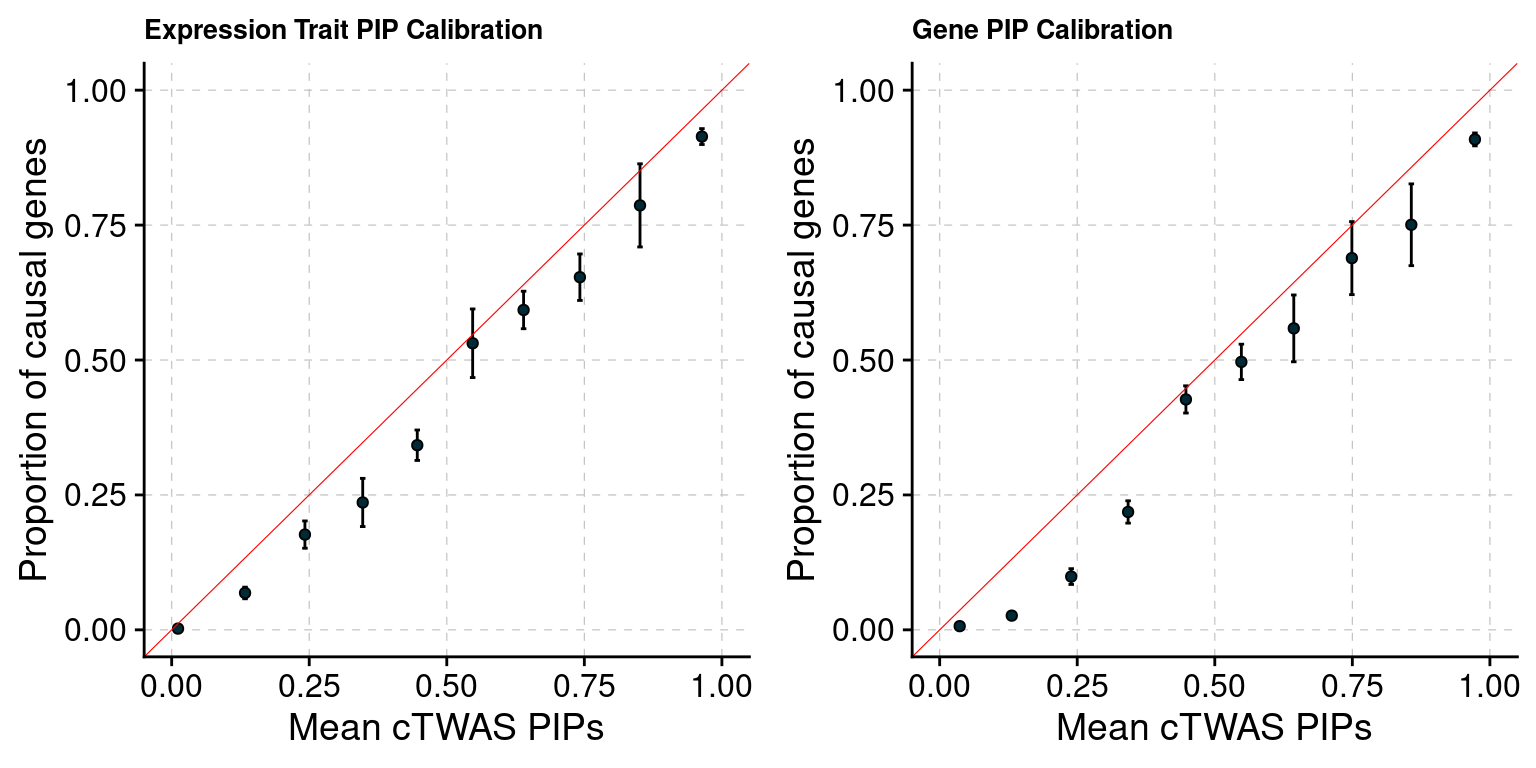 Expression Trait PIP Calibration
Proportion of causal genes
1.00
0.75
0.50
0.25
0.00
0.00 0.25 0.50 0.75 1.00
Mean cTWAS PIPs
Gene PIP Calibration
Proportion of causal genes
1.00
0.75
0.50
0.25
0.00
0.00 0.25 0.50 0.75 1.00
Mean cTWAS PIPs